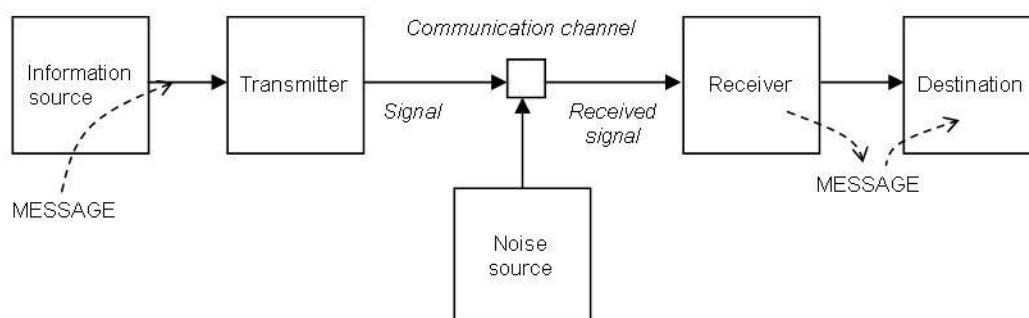 Communication channel
Information
source
Transmitter
Receiver
Destination
Signal
Received
signal
MESSAGE
MESSAGE
Noise
source